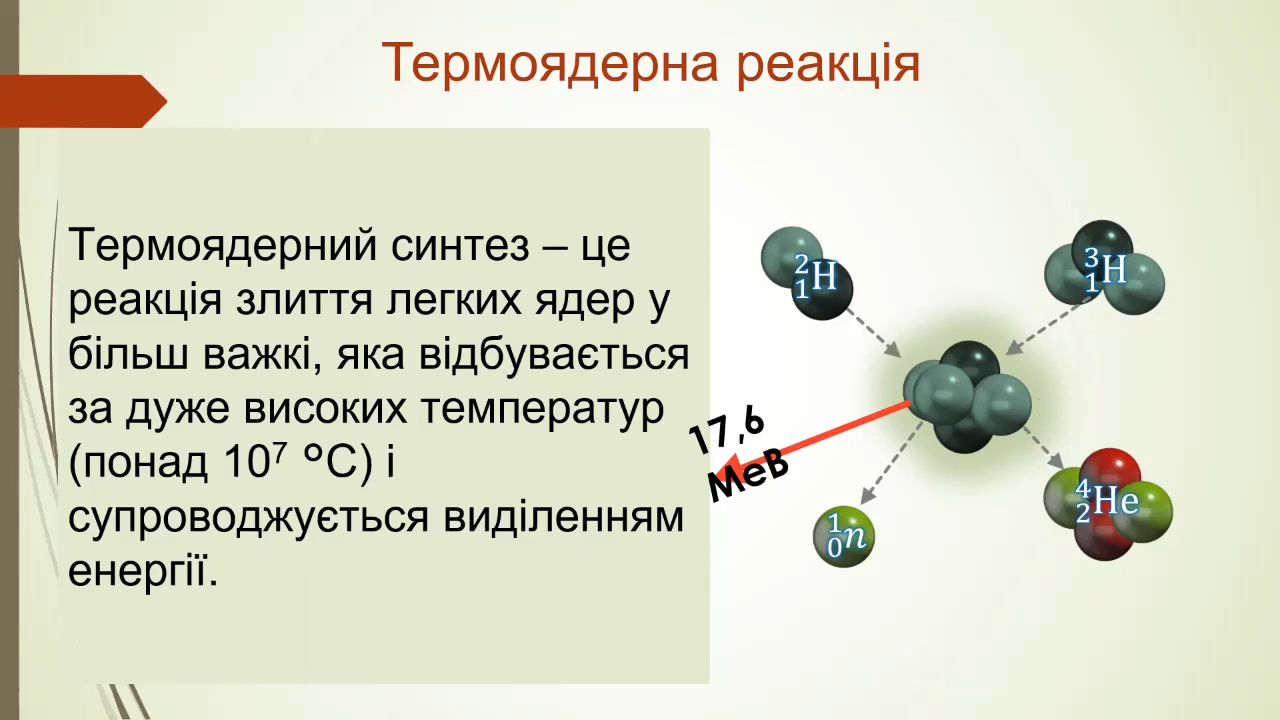 Термоядерна реакція
Термоядерний синтез – це
реакція злиття легких ядер у
більш важкі, яка відбувається
за дуже високих температур
(понад 10⁷ °С) і
супроводжується виділенням
енергії.
²₁H
³₁H
17,6
МеВ
¹₀n
⁴₂He